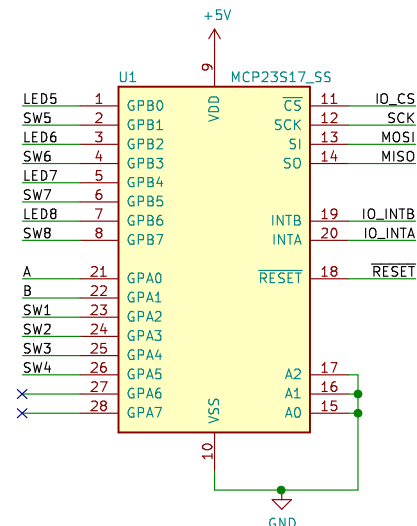 +5V
9
U1 MCP23S17_SS
VDD
LED5 1 GPB0 CS 11 IO_CS
SW5 2 GPB1 SCK 12 SCK
LED6 3 GPB2 SI 13 MOSI
SW6 4 GPB3 SO 14 MISO
LED7 5 GPB4
SW7 6 GPB5
LED8 7 GPB6 INTB 19 IO_INTB
SW8 8 GPB7 INTA 20 IO_INTA
A 21 GPA0 RESET 18 RESET
B 22 GPA1
SW1 23 GPA2
SW2 24 GPA3
SW3 25 GPA4
SW4 26 GPA5 A2 17
27 GPA6 A1 16
28 GPA7 A0 15
VSS
10
GND